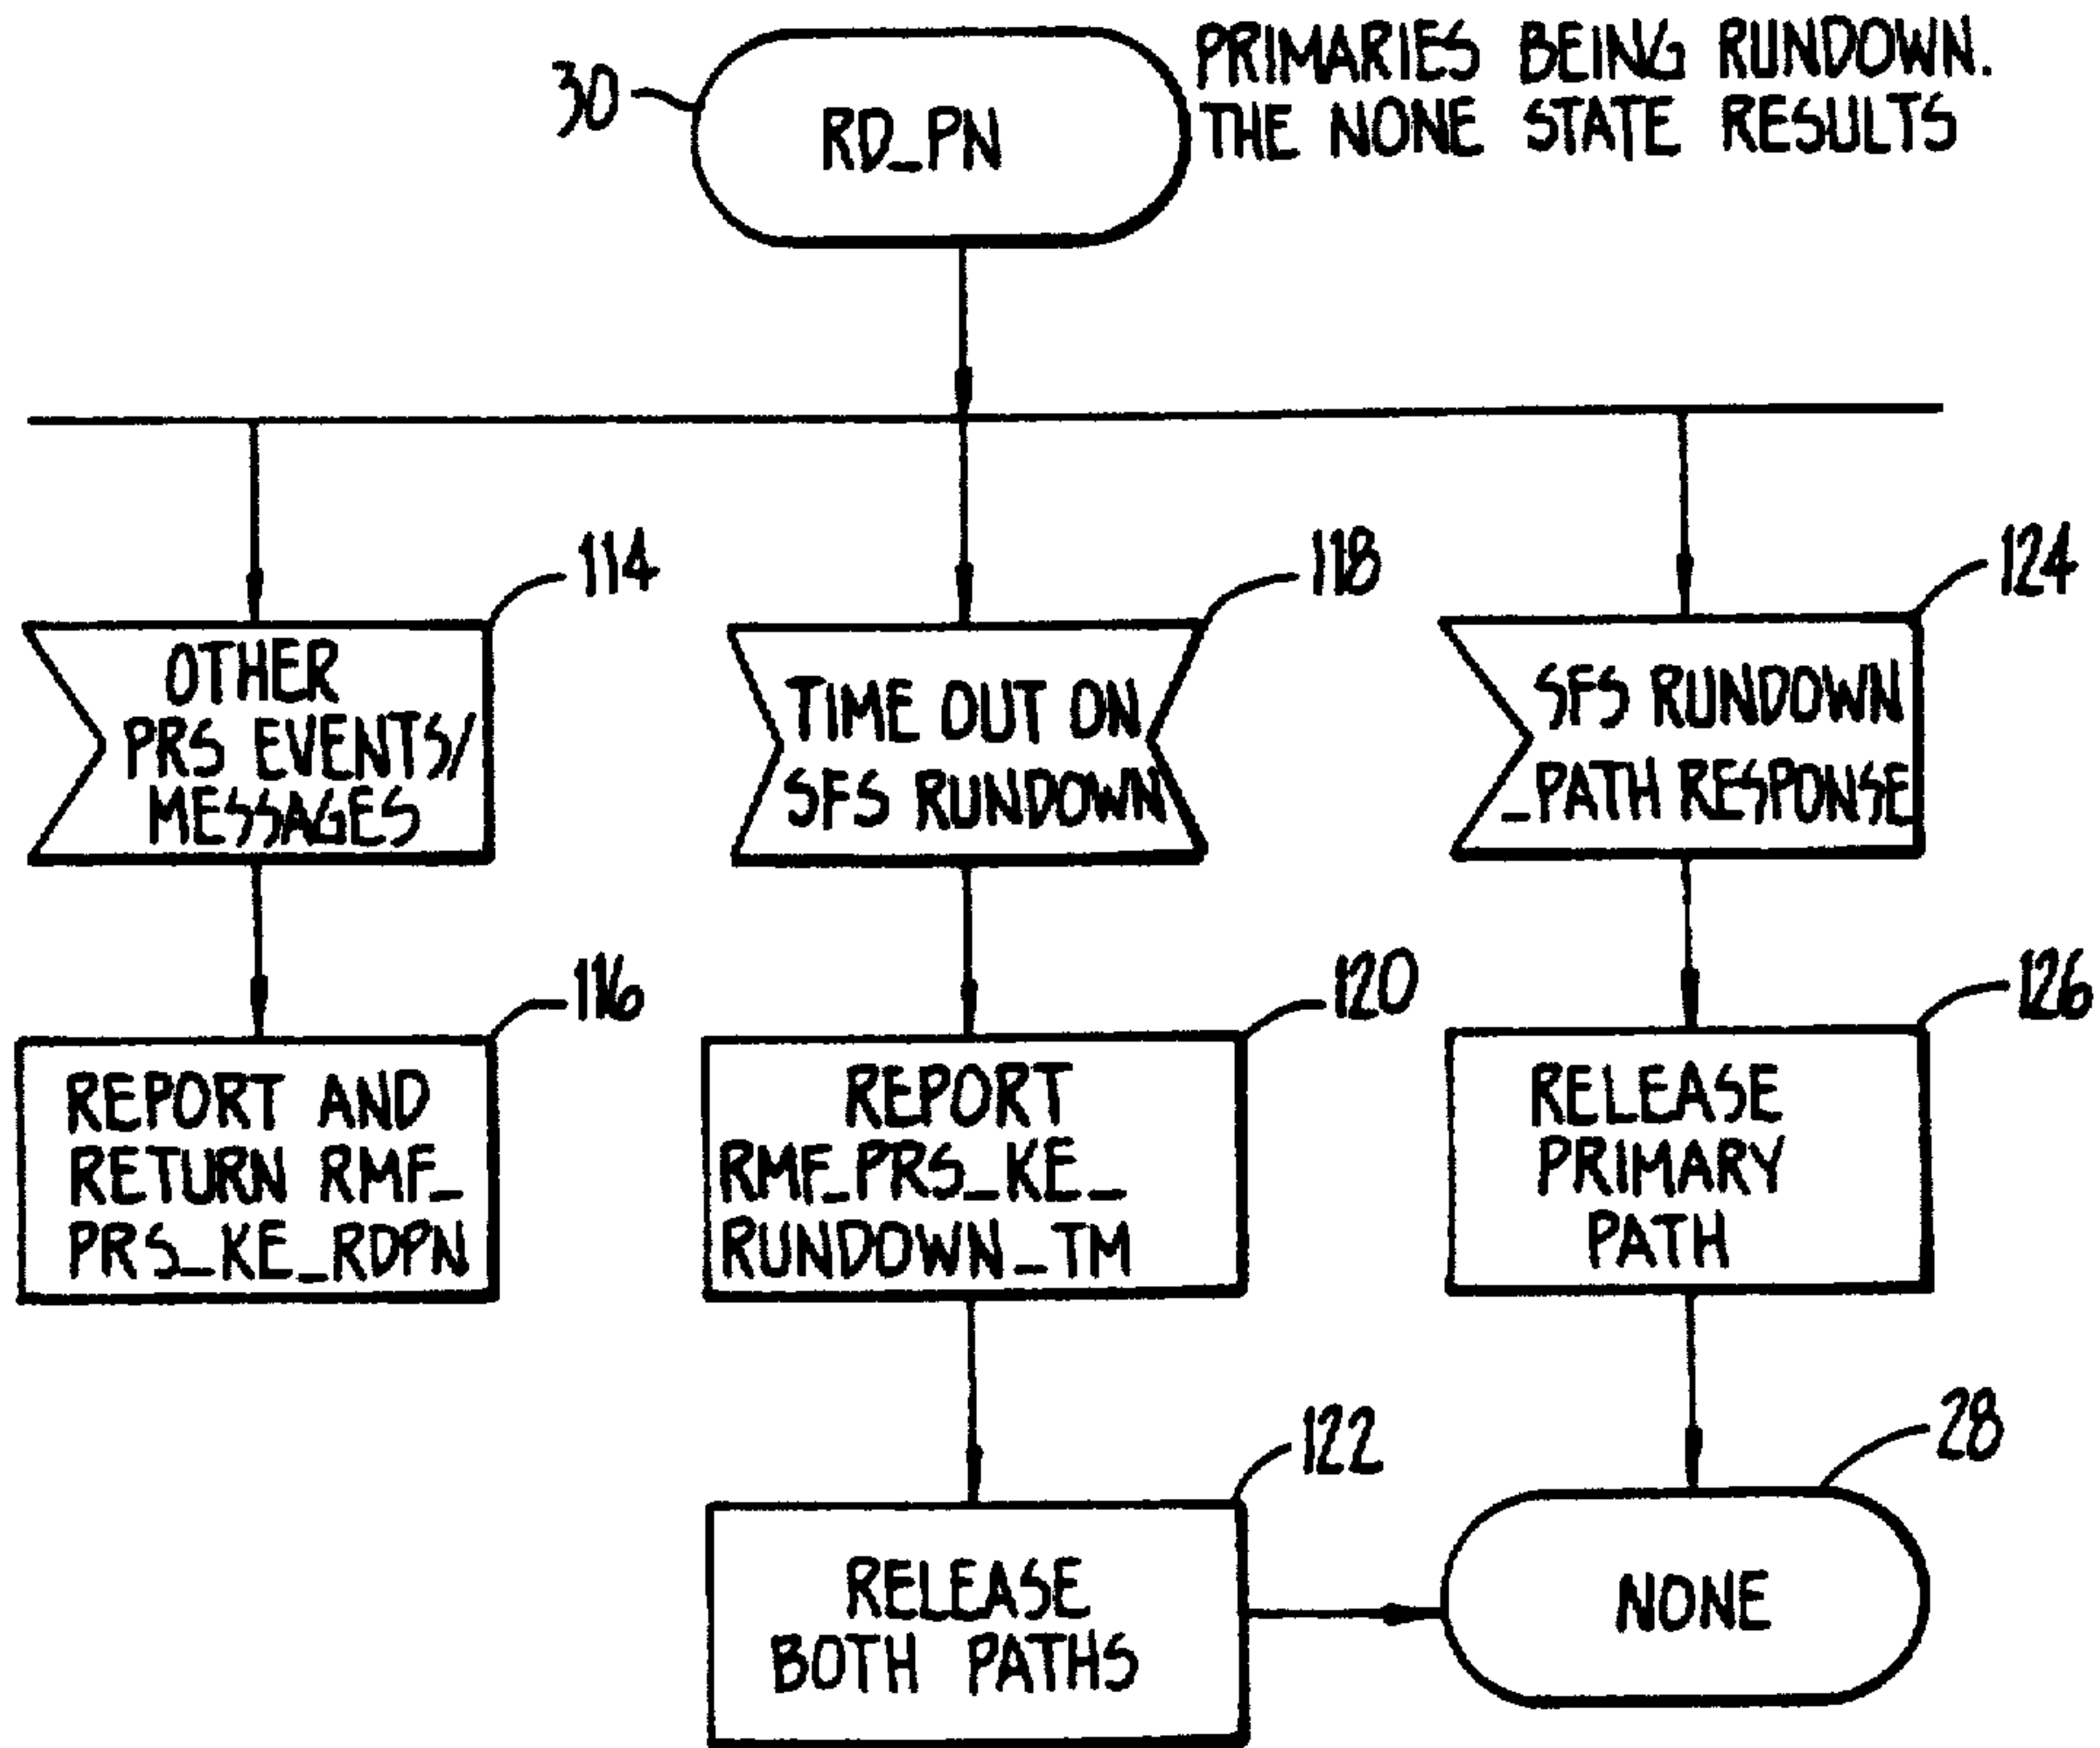 30
RD_PN
PRIMARIES BEING RUNDOWN.
THE NONE STATE RESULTS
114
OTHER
PRS EVENTS/
MESSAGES
118
TIME OUT ON
SFS RUNDOWN
124
SFS RUNDOWN
_PATH RESPONSE
116
REPORT AND
RETURN RMF_
PRS_KE_RDPN
120
REPORT
RMF_PRS_KE_
RUNDOWN_TM
126
RELEASE
PRIMARY
PATH
122
RELEASE
BOTH PATHS
28
NONE